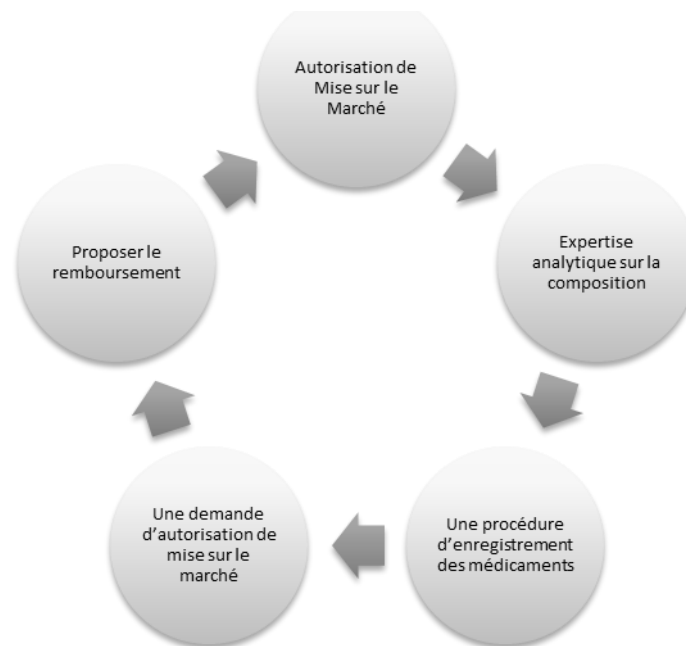 Autorisation de
Mise sur le
Marché
Expertise
analytique sur la
composition
Une procédure
d'enregistrement
des médicaments
Une demande
d'autorisation de
mise sur le
marché
Proposer le
remboursement